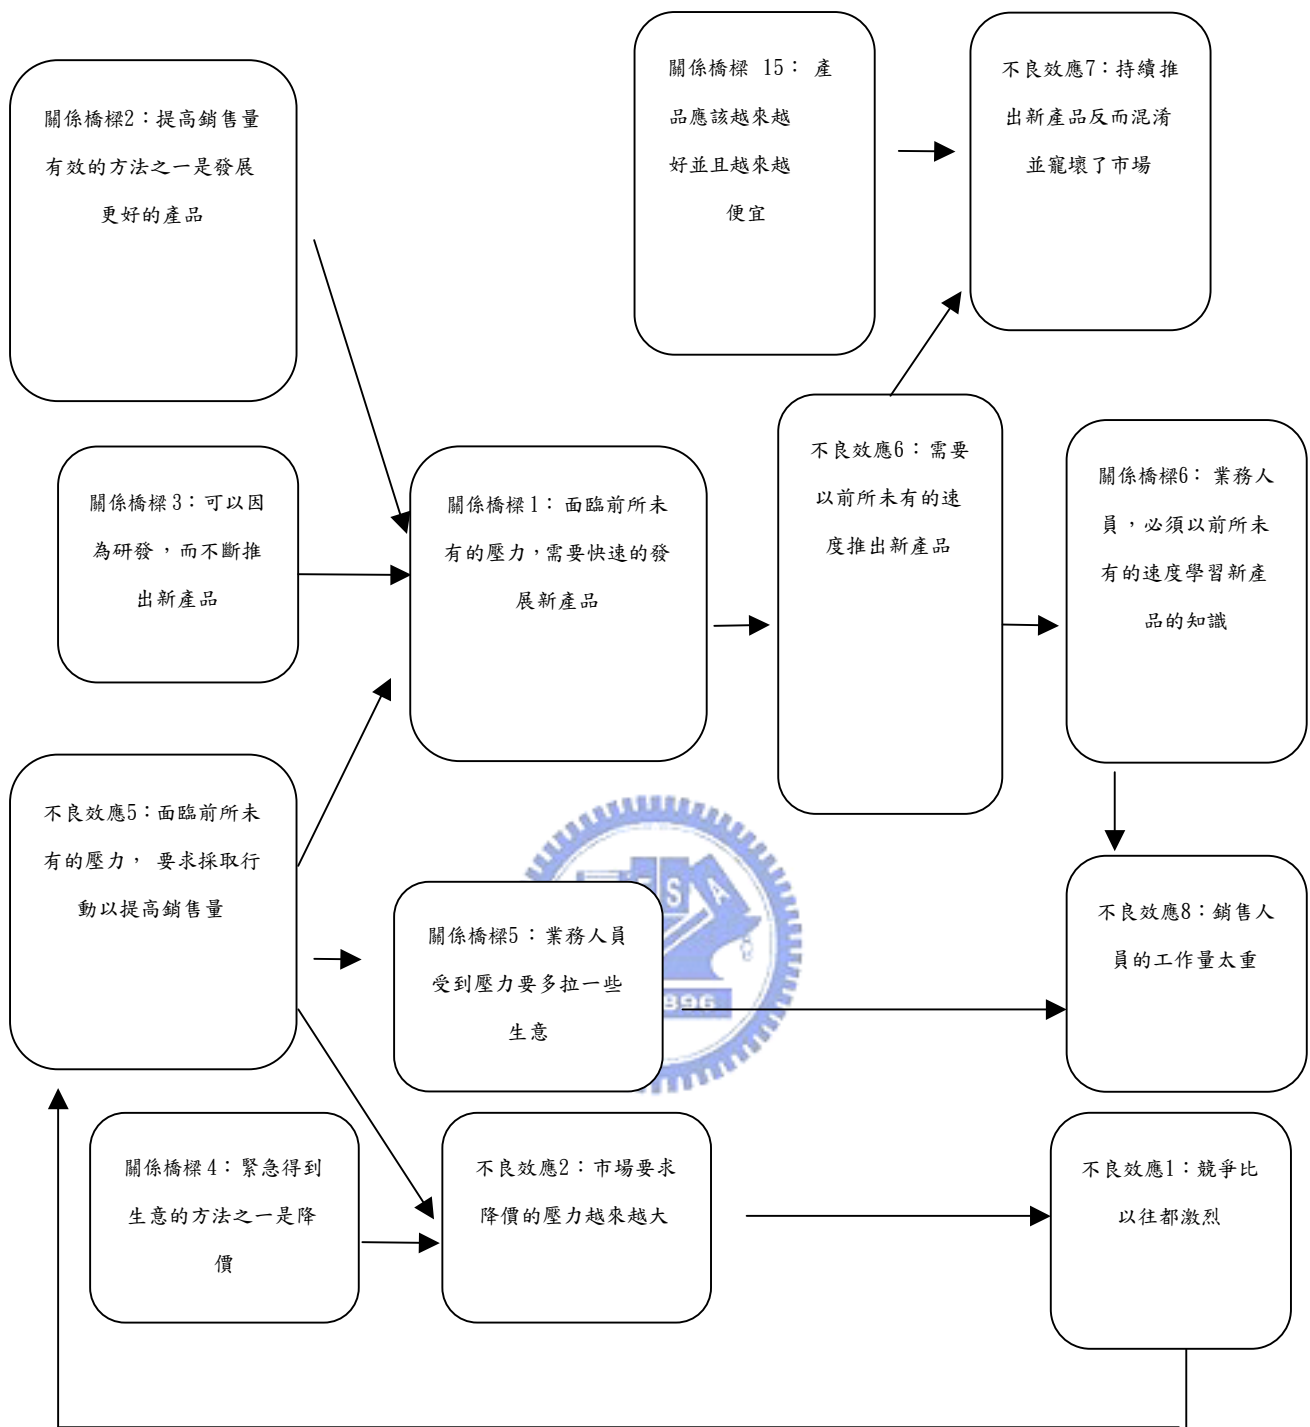 關係橋樑 15： 產
品應該越來越
好並且越來越
便宜
不良效應7：持續推
出新產品反而混淆
並寵壞了市場
關係橋樑2：提高銷售量
有效的方法之一是發展
更好的產品
關係橋樑 3：可以因
為研發，而不斷推
出新產品
關係橋樑 1： 面臨前所未
有的壓力，需要快速的發
展新產品
不良效應6： 需要
以前所未有的速
度推出新產品
關係橋樑6： 業務人
員，必須以前所未
有的速度學習新產
品的知識
不良效應5：面臨前所未
有的壓力， 要求採取行
動以提高銷售量
關係橋樑5： 業務人員
受到壓力要多拉一些
生意
不良效應8：銷售人
員的工作量太重
關係橋樑 4： 緊急得到
生意的方法之一是降
價
不良效應2：市場要求
降價的壓力越來越大
不良效應1：競爭比
以往都激烈
S
A
896